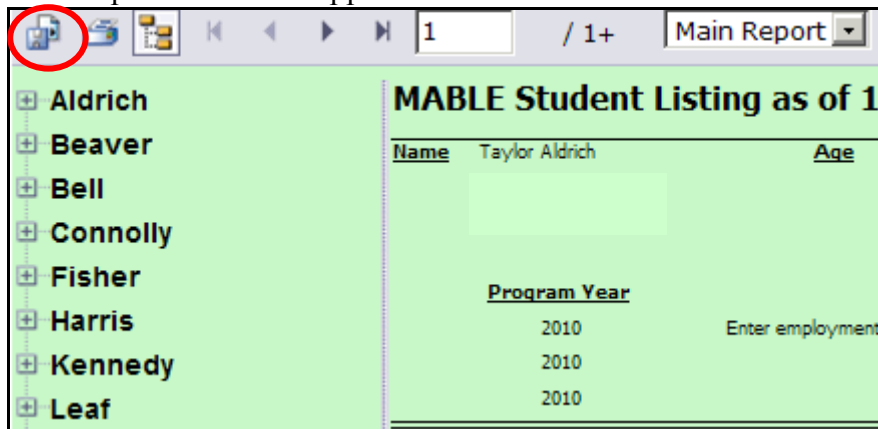 1 / 1+ Main Report
Aldrich
Beaver
Bell
Connolly
Fisher
Harris
Kennedy
Leaf
MABLE Student Listing as of 1
Name Taylor Aldrich Age
Program Year
2010 Enter employment
2010
2010